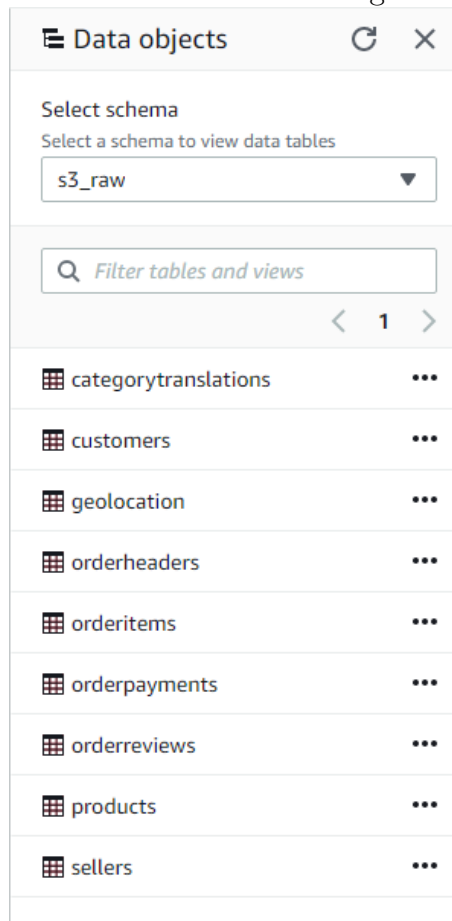 Data objects
Select schema
Select a schema to view data tables
s3_raw
Filter tables and views
1
categorytranslations
customers
geolocation
orderheaders
orderitems
orderpayments
orderreviews
products
sellers